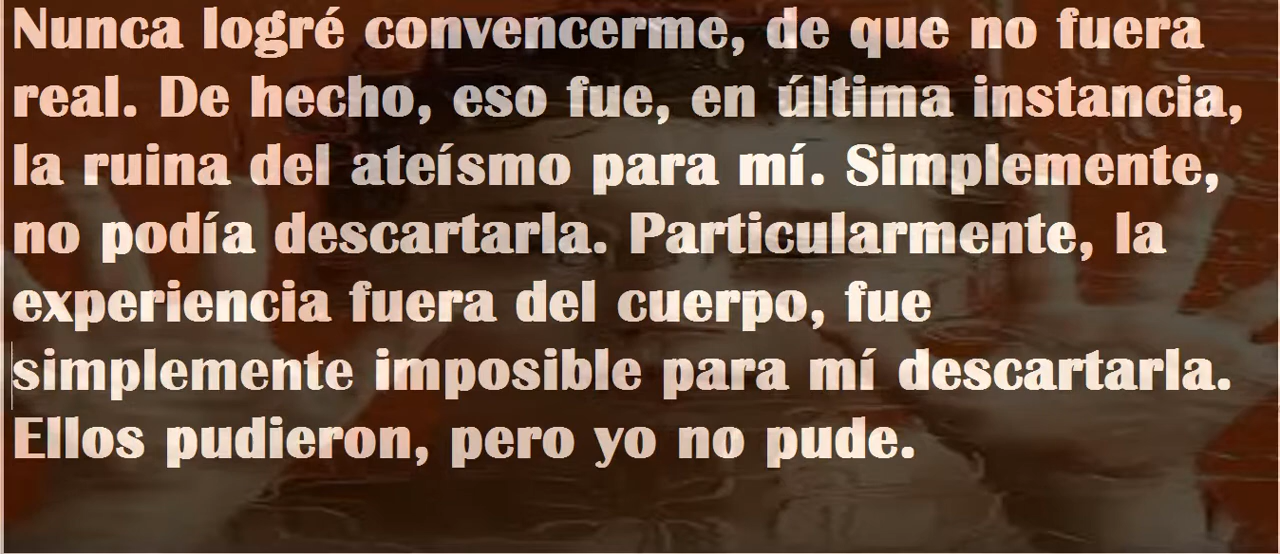 Nunca logré convencerme, de que no fuera
real. De hecho, eso fue, en última instancia,
la ruina del ateísmo para mí. Simplemente,
no podía descartarla. Particularmente, la
experiencia fuera del cuerpo, fue
simplemente imposible para mí descartarla.
Ellos pudieron, pero yo no pude.